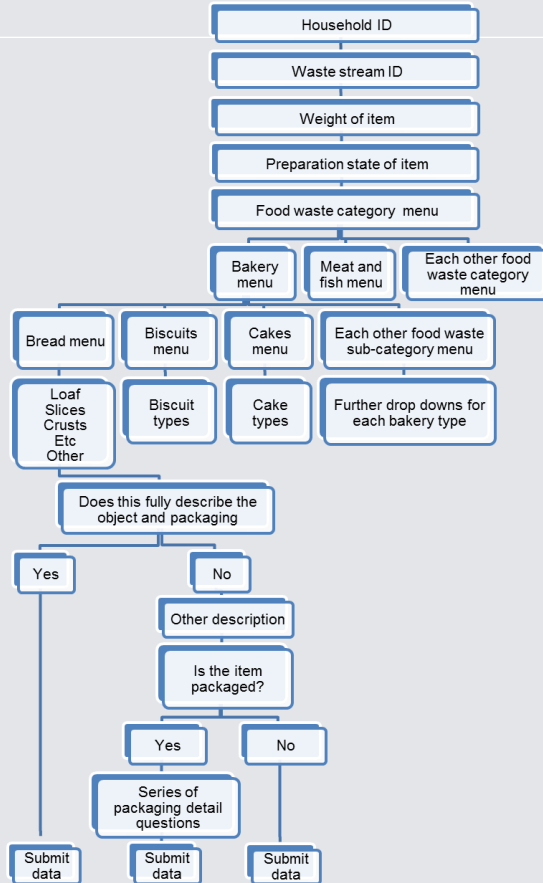 Household ID
Waste stream ID
Weight of item
Preparation state of item
Food waste category  menu
Bakery
menu
Meat and
fish menu
Each other food
waste category
menu
Bread menu
Biscuits
menu
Cakes
menu
Each other food waste
sub-category menu
Loaf
Slices
Crusts
Etc
Other
Biscuit
types
Cake
types
Further drop downs for
each bakery type
Does this fully describe the
object and packaging
Yes
No
Other description
Is the item
packaged?
Yes
No
Series of
packaging detail
questions
Submit
data
Submit
data
Submit
data